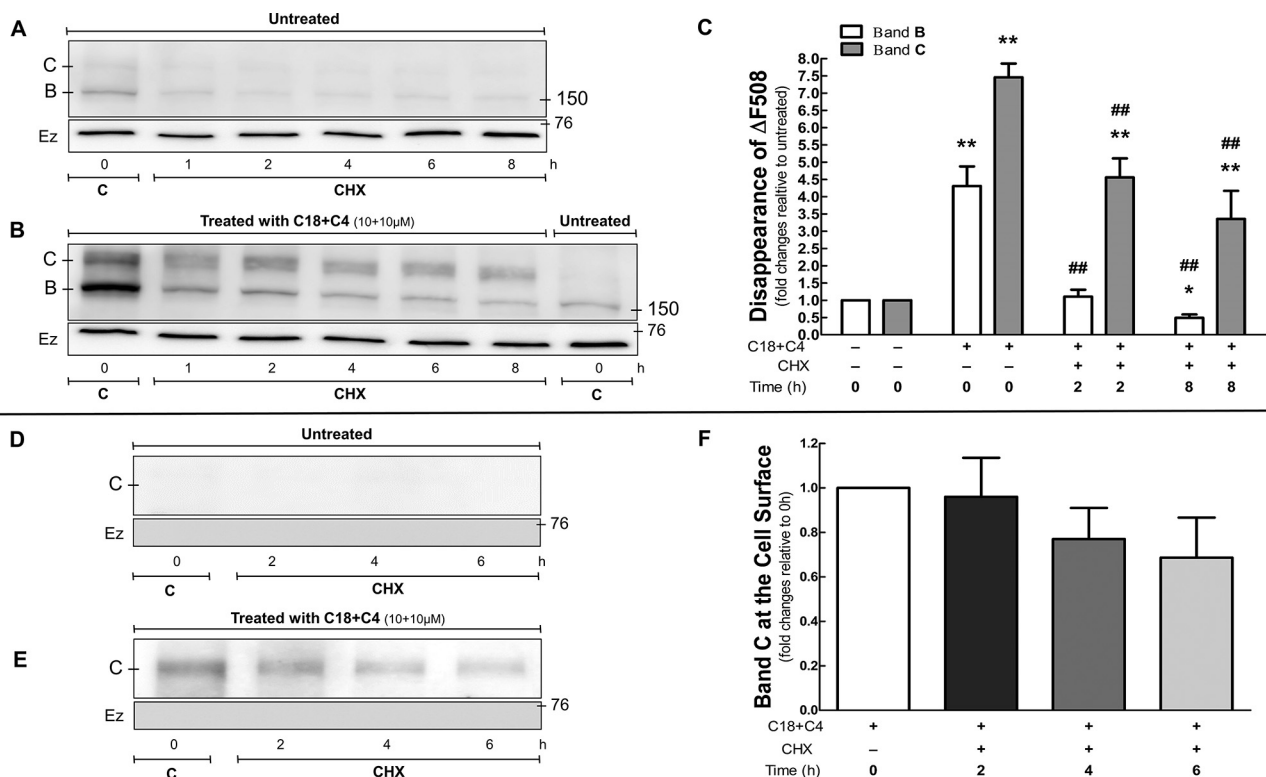 A
Untreated
C
B
150
76
Ez
0 1 2 4 6 8 h
C CHX
B
Treated with C18+C4 (10+10µM) Untreated
C
B
150
76
Ez
0 1 2 4 6 8 0 h
C CHX C
C
Band B
Band C
Disappearance of ΔF508
(fold changes realtive to untreated)
8.0
7.5
7.0
6.5
6.0
5.5
5.0
4.5
4.0
3.5
3.0
2.5
2.0
1.5
1.0
0.5
0.0
** ** ## ## ** ## * ## **
C18+C4 – – + + + + + +
CHX – – – – + + + +
Time (h) 0 0 0 0 2 2 8 8
D
Untreated
C
76
Ez
0 2 4 6 h
C CHX
E
Treated with C18+C4 (10+10µM)
C
76
Ez
0 2 4 6 h
C CHX
F
Band C at the Cell Surface
(fold changes relative to 0h)
1.2
1.0
0.8
0.6
0.4
0.2
0.0
C18+C4 + + + +
CHX – + + +
Time (h) 0 2 4 6